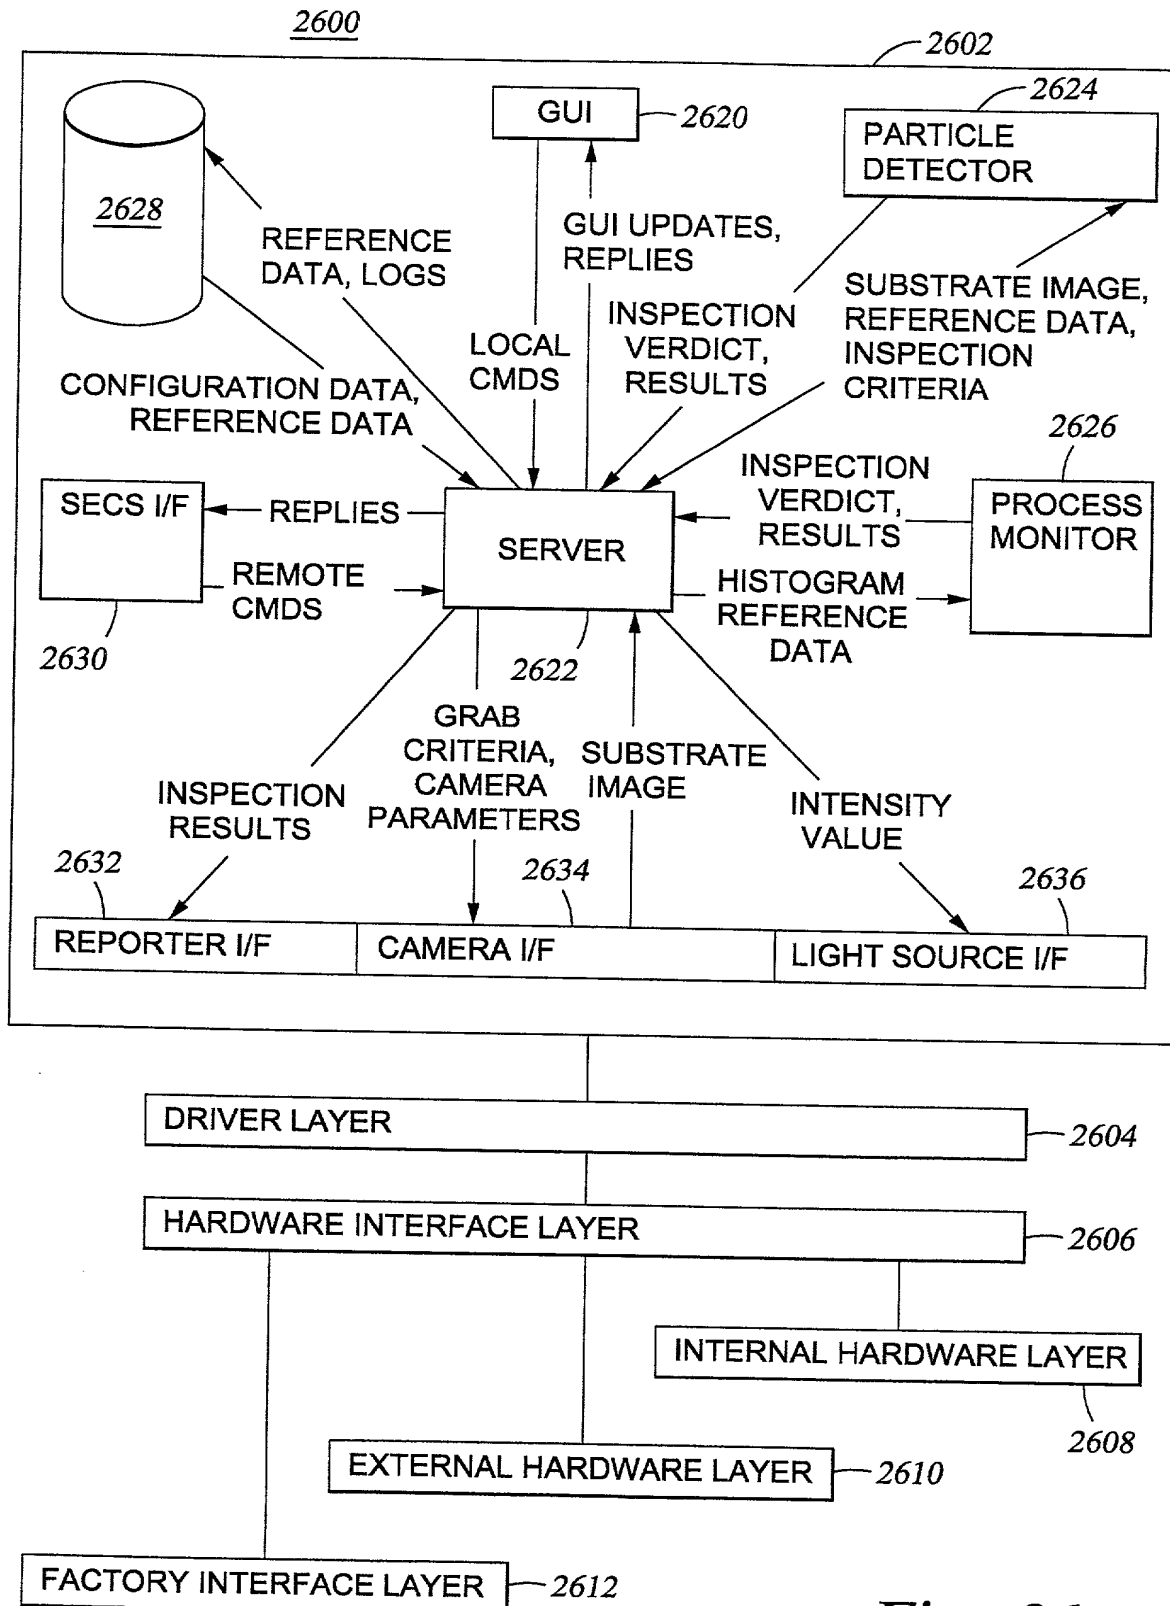 2600
2602
2628
GUI
2620
2624
PARTICLE
DETECTOR
REFERENCE
DATA, LOGS
GUI UPDATES,
REPLIES
LOCAL
CMDS
INSPECTION
VERDICT,
RESULTS
SUBSTRATE IMAGE,
REFERENCE DATA,
INSPECTION
CRITERIA
CONFIGURATION DATA,
REFERENCE DATA
2626
SECS I/F
REPLIES
REMOTE
CMDS
2630
SERVER
2622
INSPECTION
VERDICT,
RESULTS
HISTOGRAM
REFERENCE
DATA
PROCESS
MONITOR
INSPECTION
RESULTS
GRAB
CRITERIA,
CAMERA
PARAMETERS
SUBSTRATE
IMAGE
INTENSITY
VALUE
2632
2634
2636
REPORTER I/F
CAMERA I/F
LIGHT SOURCE I/F
DRIVER LAYER
2604
HARDWARE INTERFACE LAYER
2606
INTERNAL HARDWARE LAYER
2608
EXTERNAL HARDWARE LAYER
2610
FACTORY INTERFACE LAYER
2612